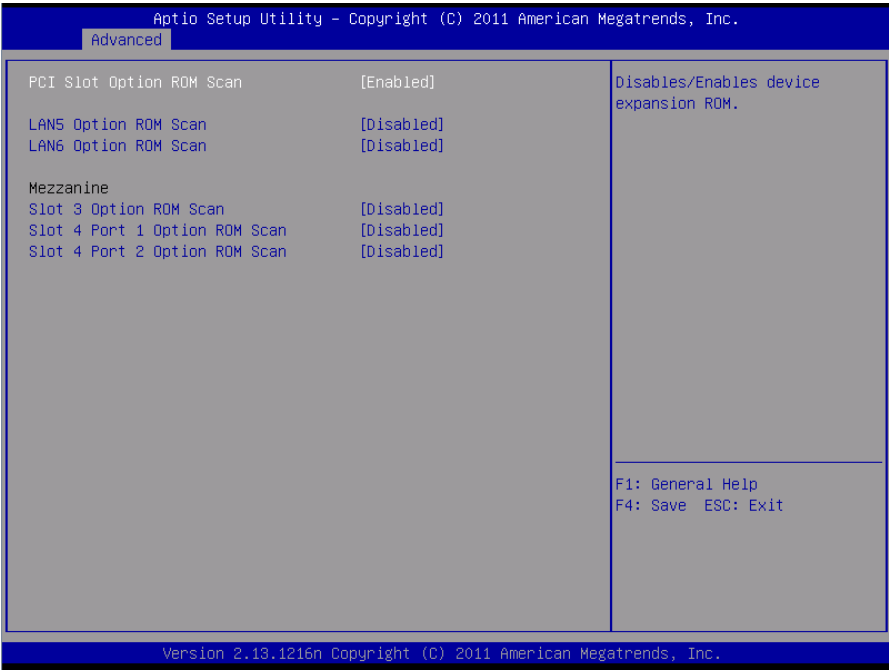 Aptio Setup Utility – Copyright (C) 2011 American Megatrends, Inc.
Advanced
PCI Slot Option ROM Scan [Enabled]
LAN5 Option ROM Scan [Disabled]
LAN6 Option ROM Scan [Disabled]
Mezzanine
Slot 3 Option ROM Scan [Disabled]
Slot 4 Port 1 Option ROM Scan [Disabled]
Slot 4 Port 2 Option ROM Scan [Disabled]
Disables/Enables device
expansion ROM.
F1: General Help
F4: Save ESC: Exit
Version 2.13.1216n Copyright (C) 2011 American Megatrends, Inc.